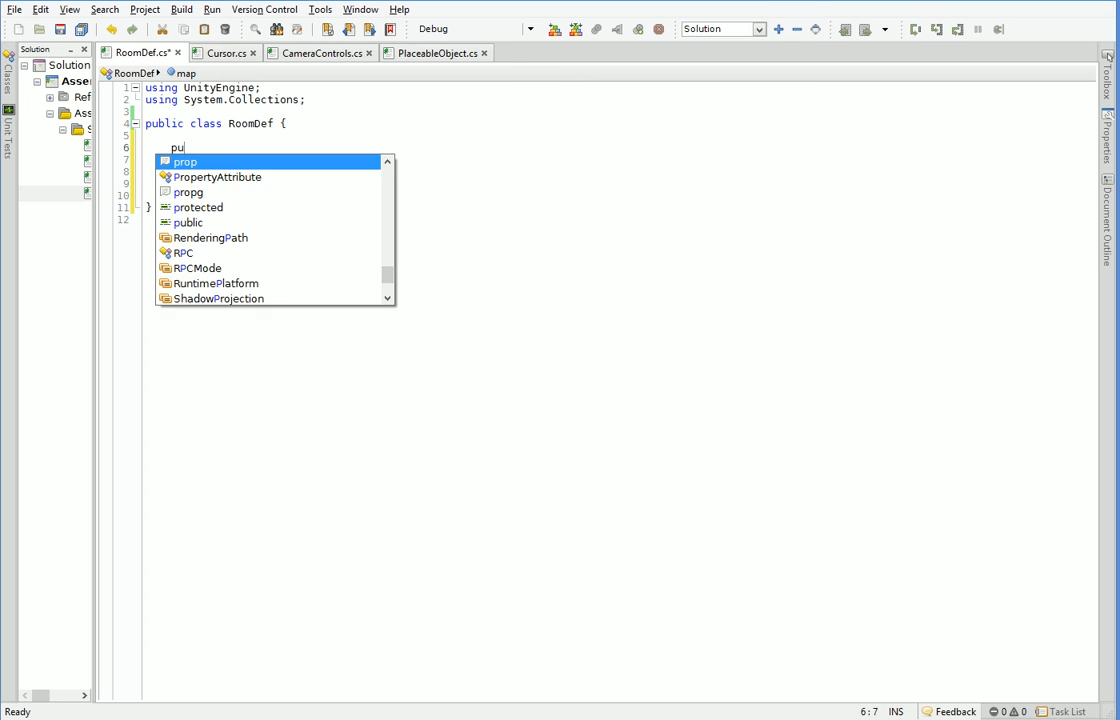 File Edit View Search Project Build Run Version Control Tools Window Help
Debug Solution
Solution
RoomDef.cs* Cursor.cs CameraControls.cs PlaceableObject.cs
Classes
Unit Tests
Solution
Asser
Ref
Ass
S
RoomDef map
1 using UnityEngine;
2 using System.Collections;
3
4 public class RoomDef {
5
6 pu
7
8
9
10
11 }
12
prop
PropertyAttribute
propg
protected
public
RenderingPath
RPC
RPCMode
RuntimePlatform
ShadowProjection
Toolbox
Properties
Document Outline
Ready 6 : 7 INS Feedback 0 0 Task List